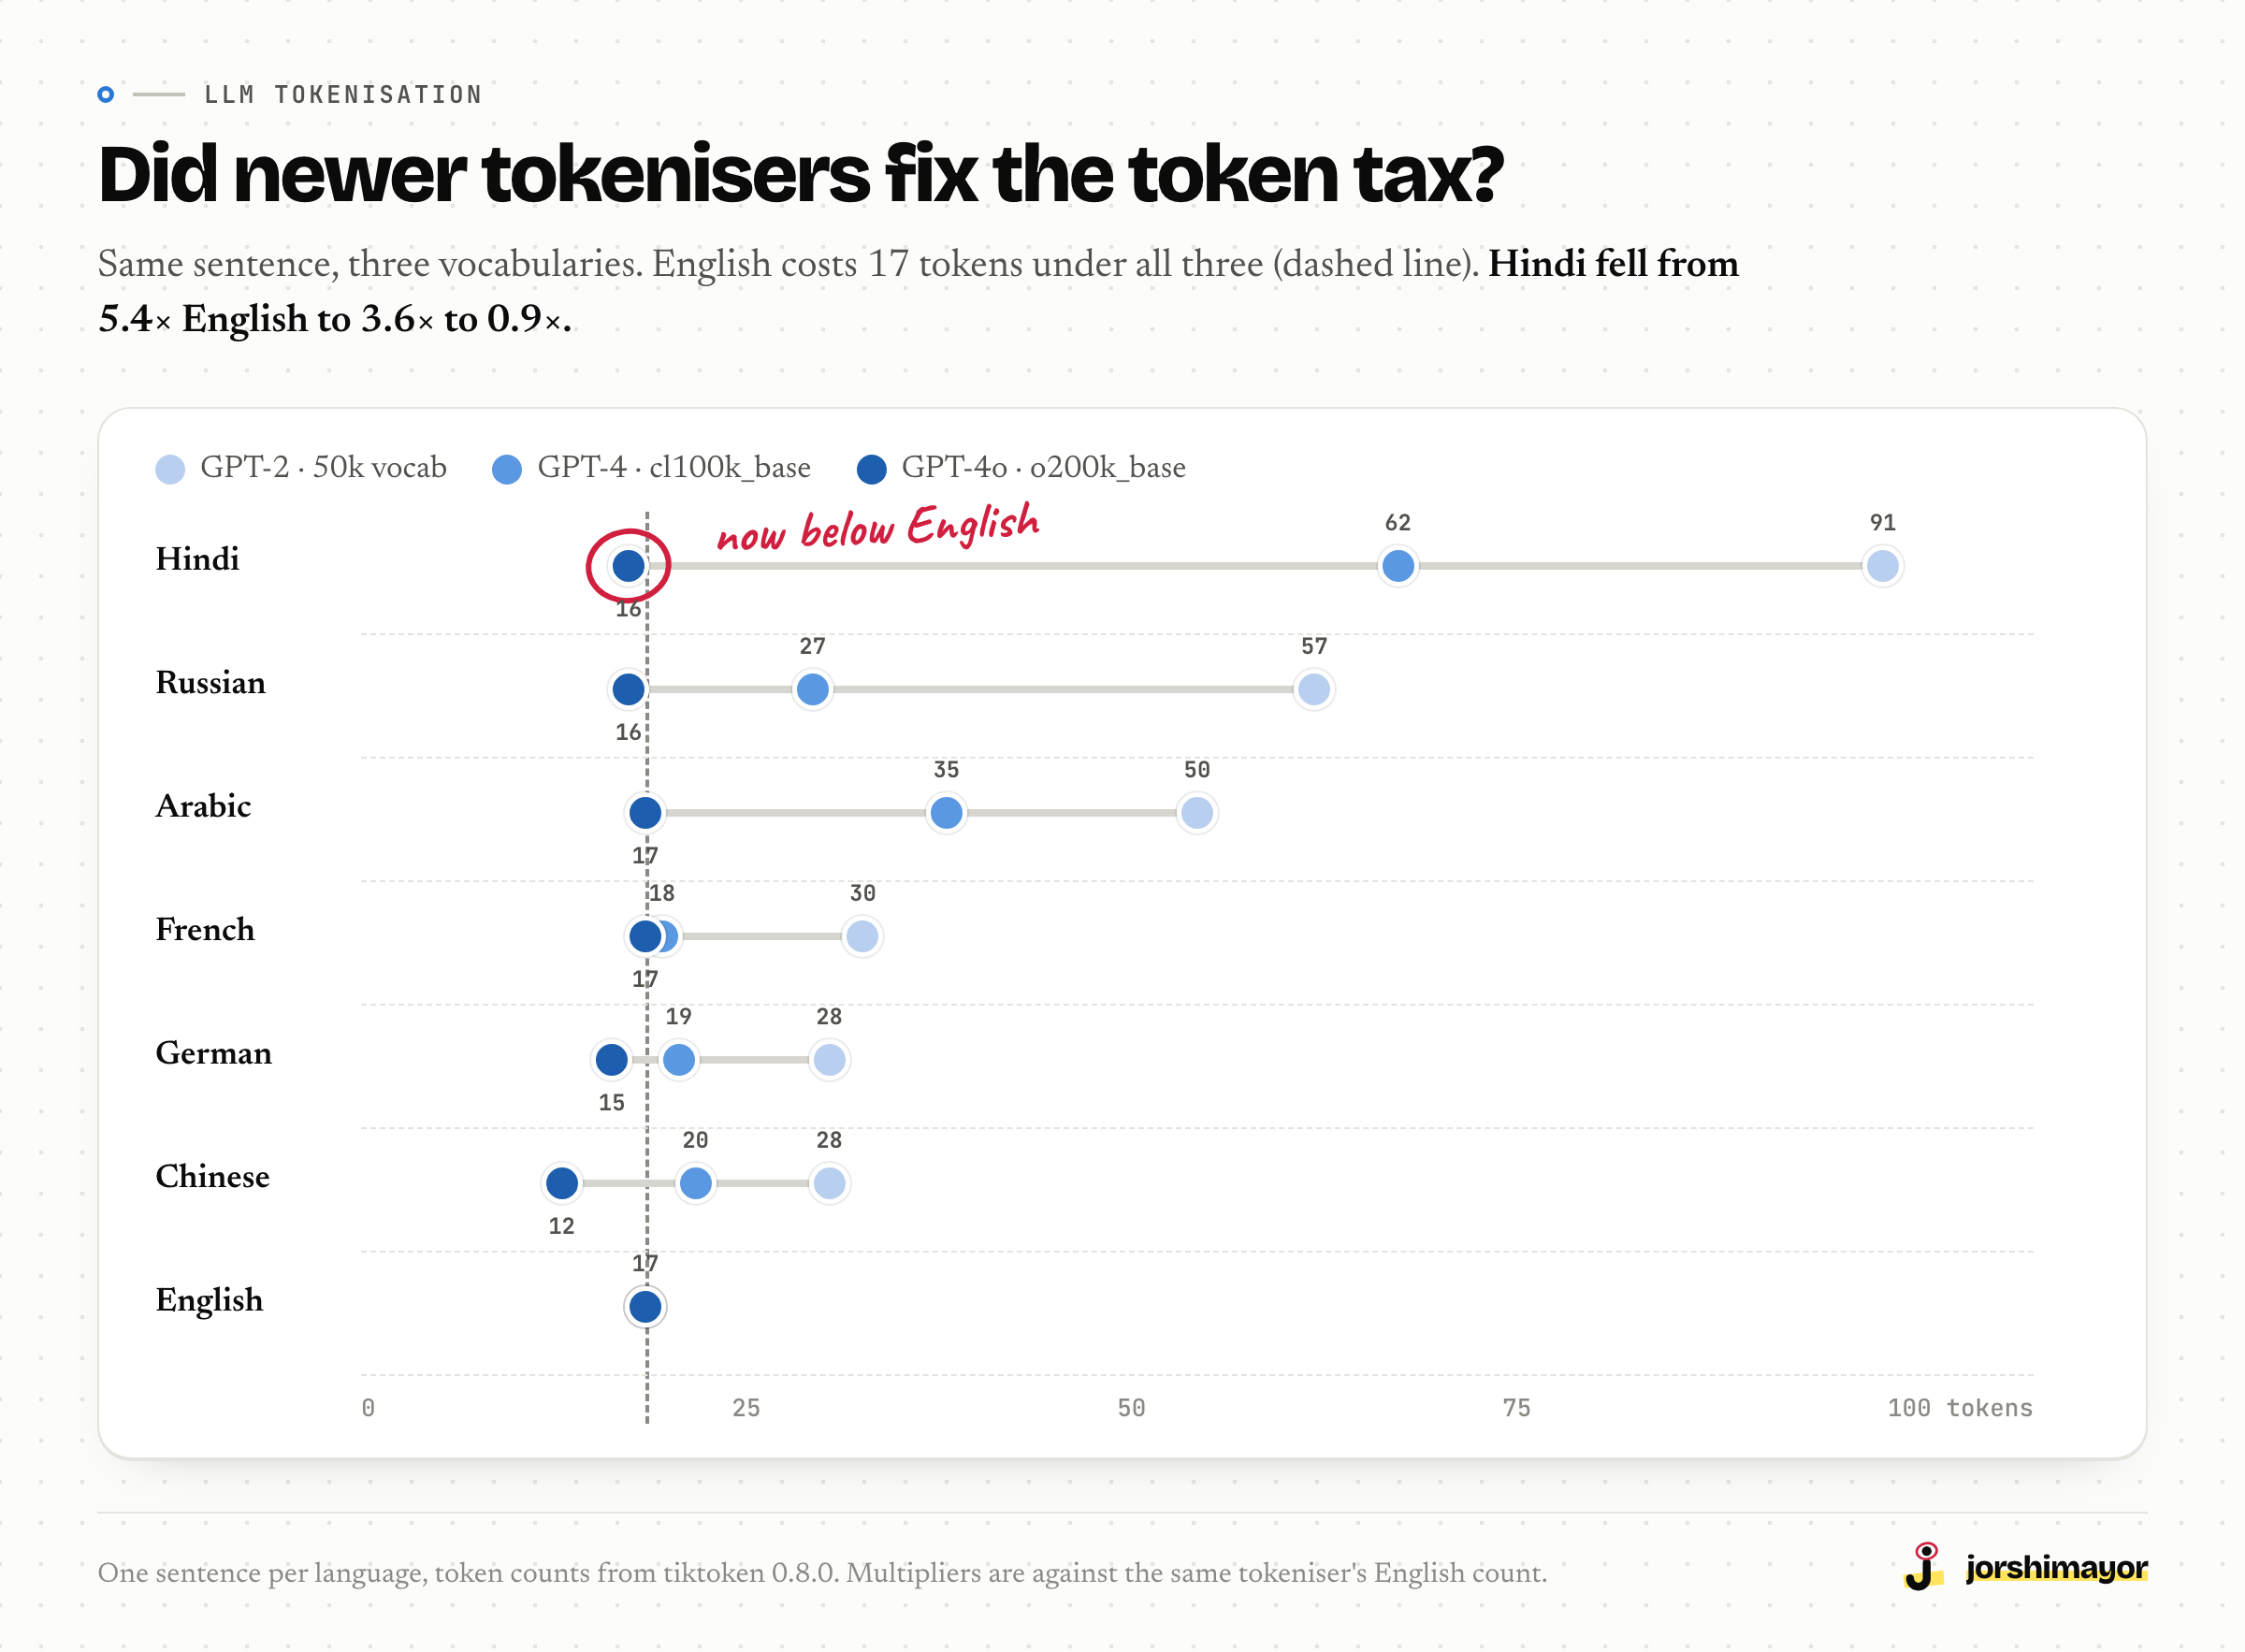 LLM TOKENISATION
Did newer tokenisers fix the token tax?
Same sentence, three vocabularies. English costs 17 tokens under all three (dashed line). Hindi fell from
5.4× English to 3.6× to 0.9×.
GPT-2 · 50k vocab GPT-4 · cl100k_base GPT-4o · o200k_base
now below English
62 91
Hindi
16
27 57
Russian
16
35 50
Arabic
17
18 30
French
17
19 28
German
15
20 28
Chinese
12
17
English
0 25 50 75 100 tokens
One sentence per language, token counts from tiktoken 0.8.0. Multipliers are against the same tokeniser's English count.
jorshimayor